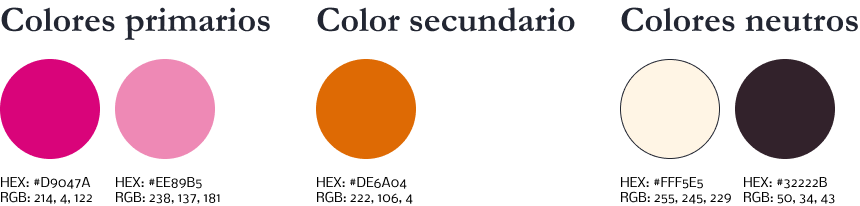 Colores primarios
HEX: #D9047A
RGB: 214, 4, 122
HEX: #EE89B5
RGB: 238, 137, 181
Color secundario
HEX: #DE6A04
RGB: 222, 106, 4
Colores neutros
HEX: #FFF5E5
RGB: 255, 245, 229
HEX: #32222B
RGB: 50, 34, 43